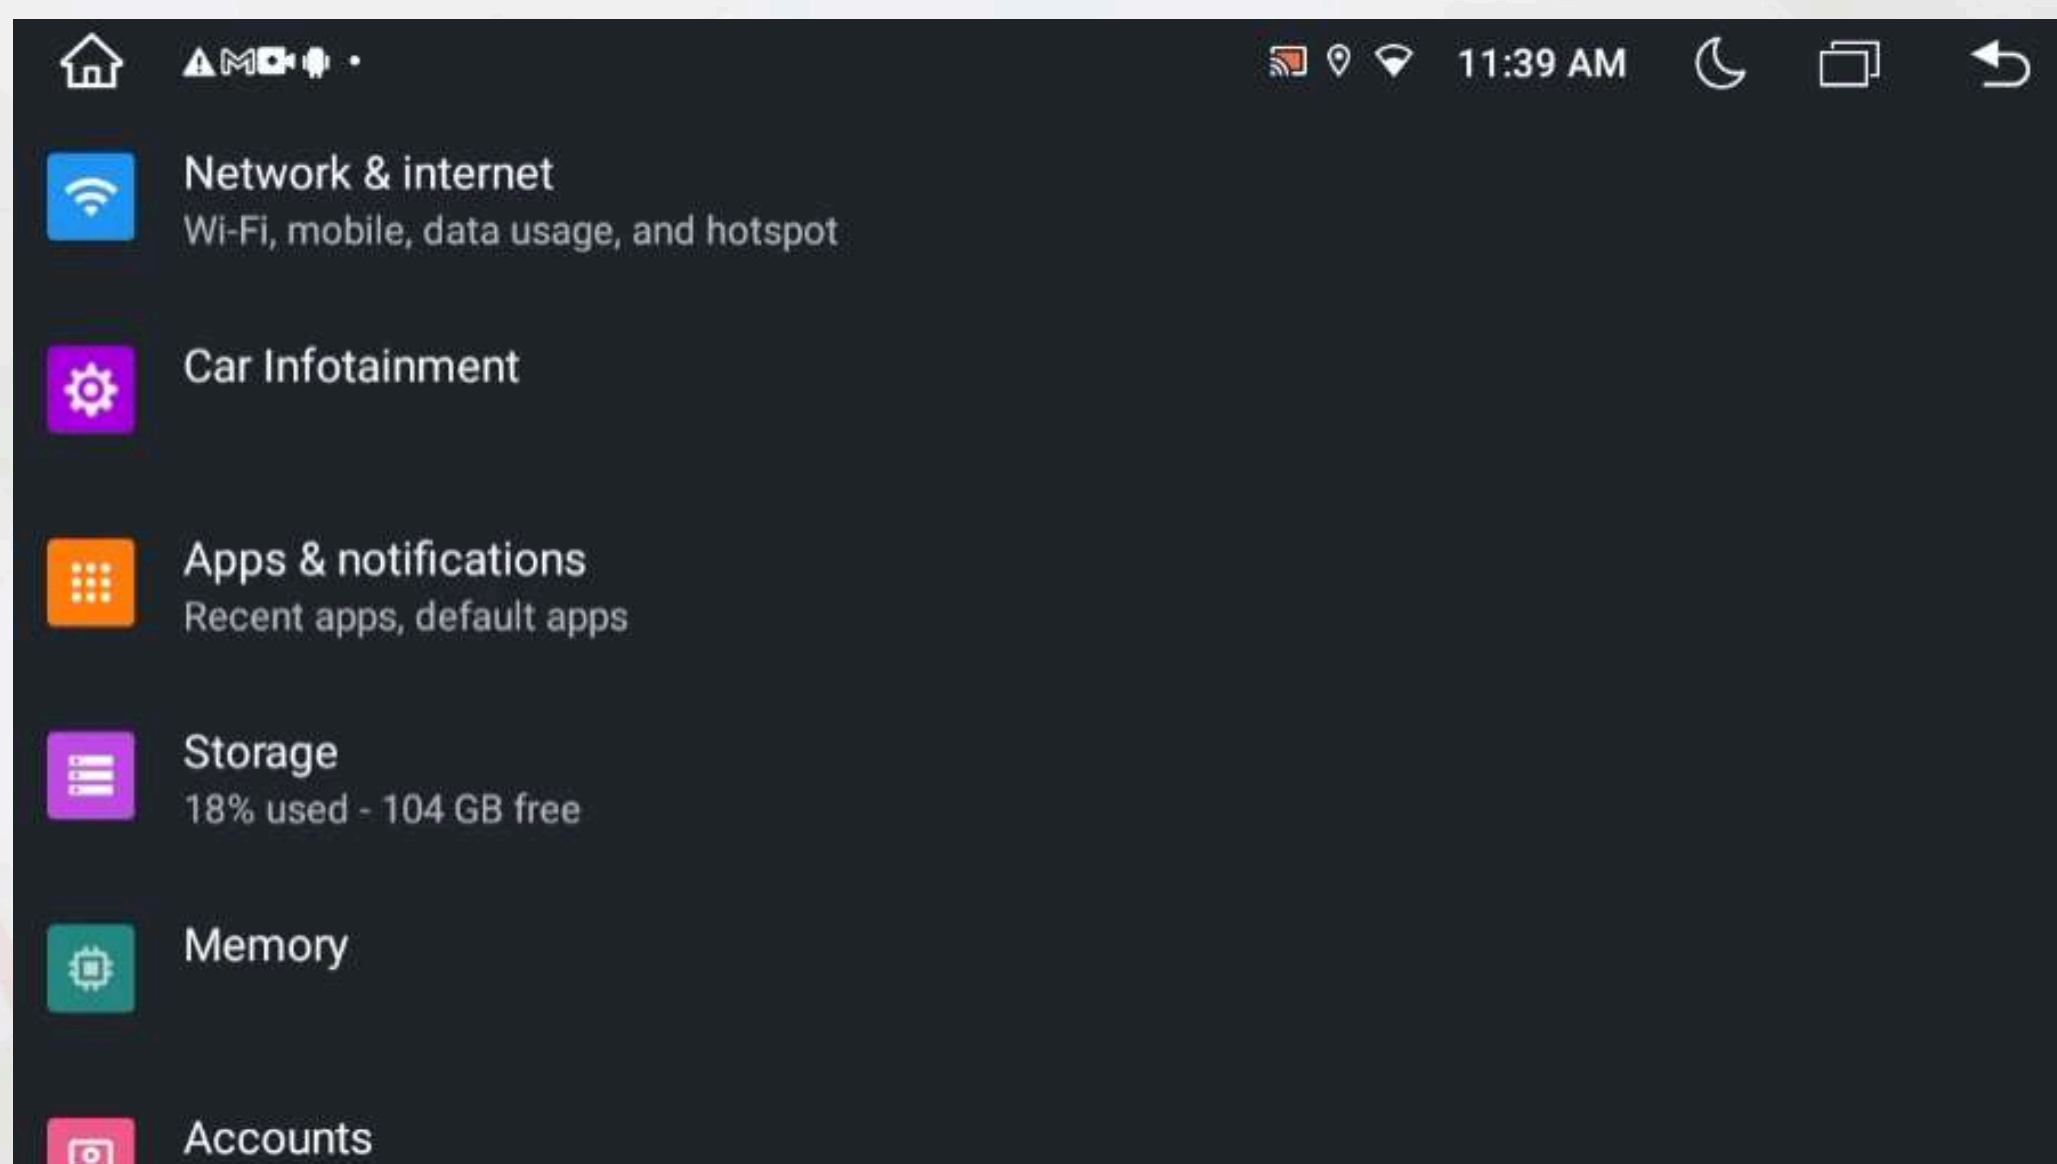 11:39 AM
Network & internet
Wi-Fi, mobile, data usage, and hotspot
Car Infotainment
Apps & notifications
Recent apps, default apps
Storage
18% used - 104 GB free
Memory
Accounts